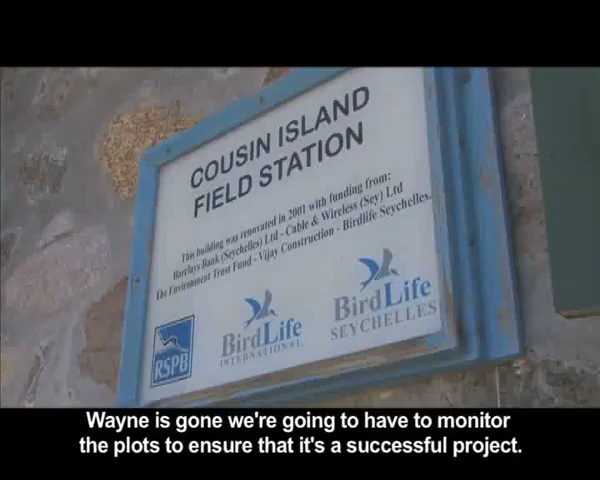 COUSIN ISLAND
FIELD STATION
This building was renovated in 2001 with funding from:
Barclays Bank (Seychelles) Ltd - Cable & Wireless (Sey) Ltd
The Environment Trust Fund - Vijay Construction - Birdlife Seychelles.
RSPB
BirdLife
INTERNATIONAL
BirdLife
SEYCHELLES
Wayne is gone we're going to have to monitor
the plots to ensure that it's a successful project.